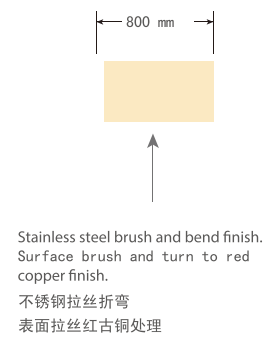 800 mm
Stainless steel brush and bend finish.
Surface brush and turn to red
copper finish.
不锈钢拉丝折弯
表面拉丝红古铜处理